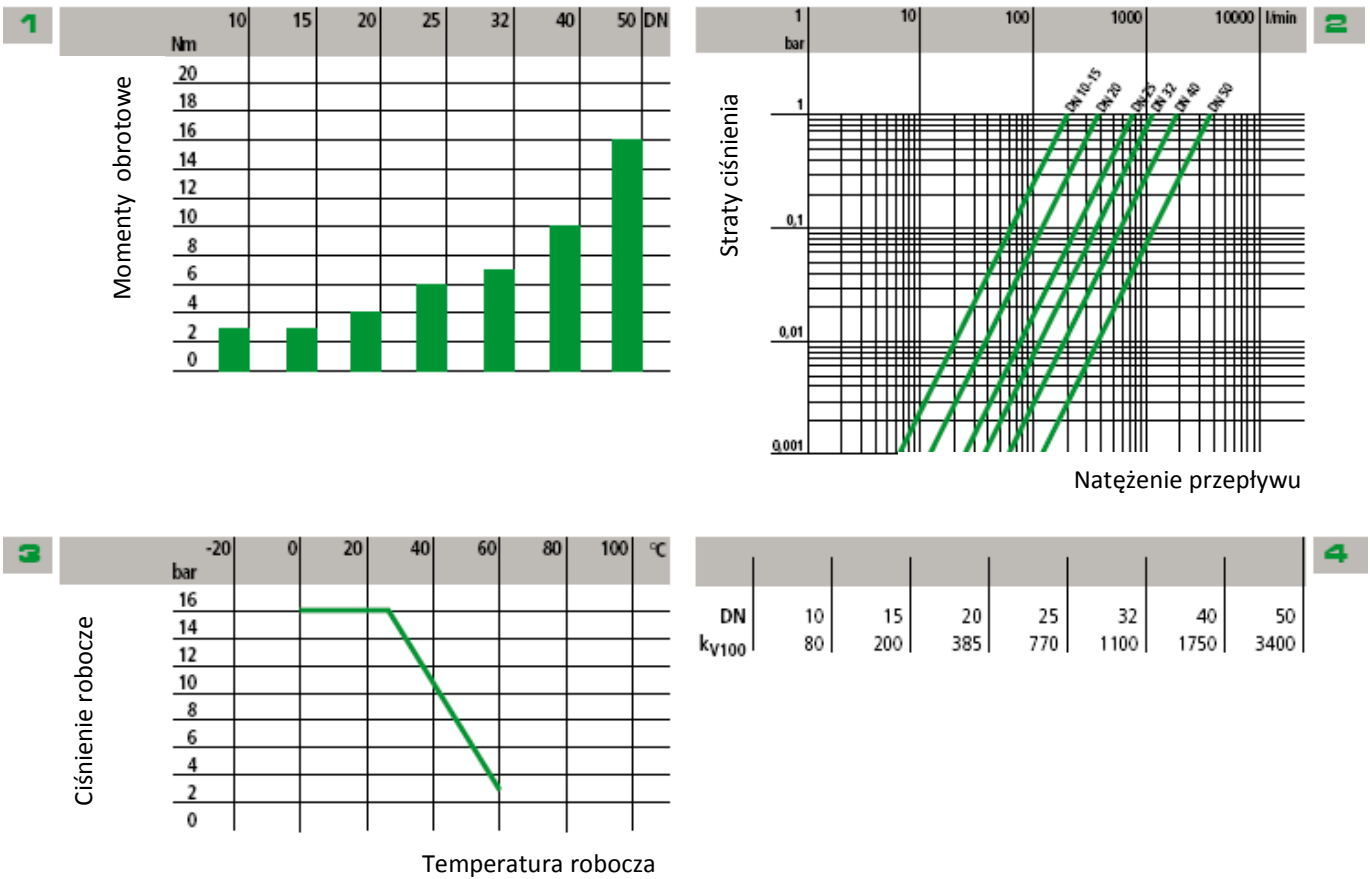 1
10 15 20 25 32 40 50 DN
Nm
20
18
16
14
12
10
8
6
4
2
0
Momenty obrotowe
1 10 100 1000 10000 l/min
2
bar
1
0,1
0,01
0,001
Straty ciśnienia
DN 10-15
DN 20
DN 25
DN 32
DN 40
DN 50
Natężenie przepływu
3
-20 0 20 40 60 80 100 °C
bar
16
14
12
10
8
6
4
2
0
Ciśnienie robocze
Temperatura robocza
4
DN 10 15 20 25 32 40 50
kV100 80 200 385 770 1100 1750 3400